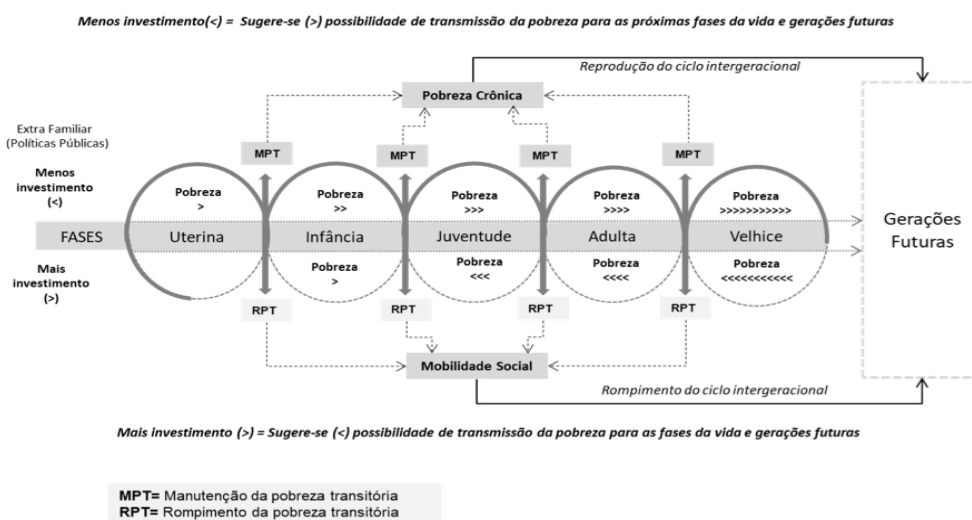 Menos investimento(<) = Sugere-se (>) possibilidade de transmissão da pobreza para as próximas fases da vida e gerações futuras
Reprodução do ciclo intergeracional
Pobreza Crônica
Extra Familiar
(Políticas Públicas)
MPT
MPT
MPT
MPT
Menos
investimento
(<)
Pobreza
>
Pobreza
>>
Pobreza
>>>
Pobreza
>>>>
Pobreza
>>>>>>>>>>>
Gerações
Futuras
FASES
Uterina
Infância
Juventude
Adulta
Velhice
Mais
investimento
(>)
Pobreza
>
Pobreza
<<<
Pobreza
<<<<
Pobreza
<<<<<<<<<<<
RPT
RPT
RPT
RPT
Mobilidade Social
Rompimento do ciclo intergeracional
Mais investimento (>) = Sugere-se (<) possibilidade de transmissão da pobreza para as fases da vida e gerações futuras
MPT= Manutenção da pobreza transitória
RPT= Rompimento da pobreza transitória